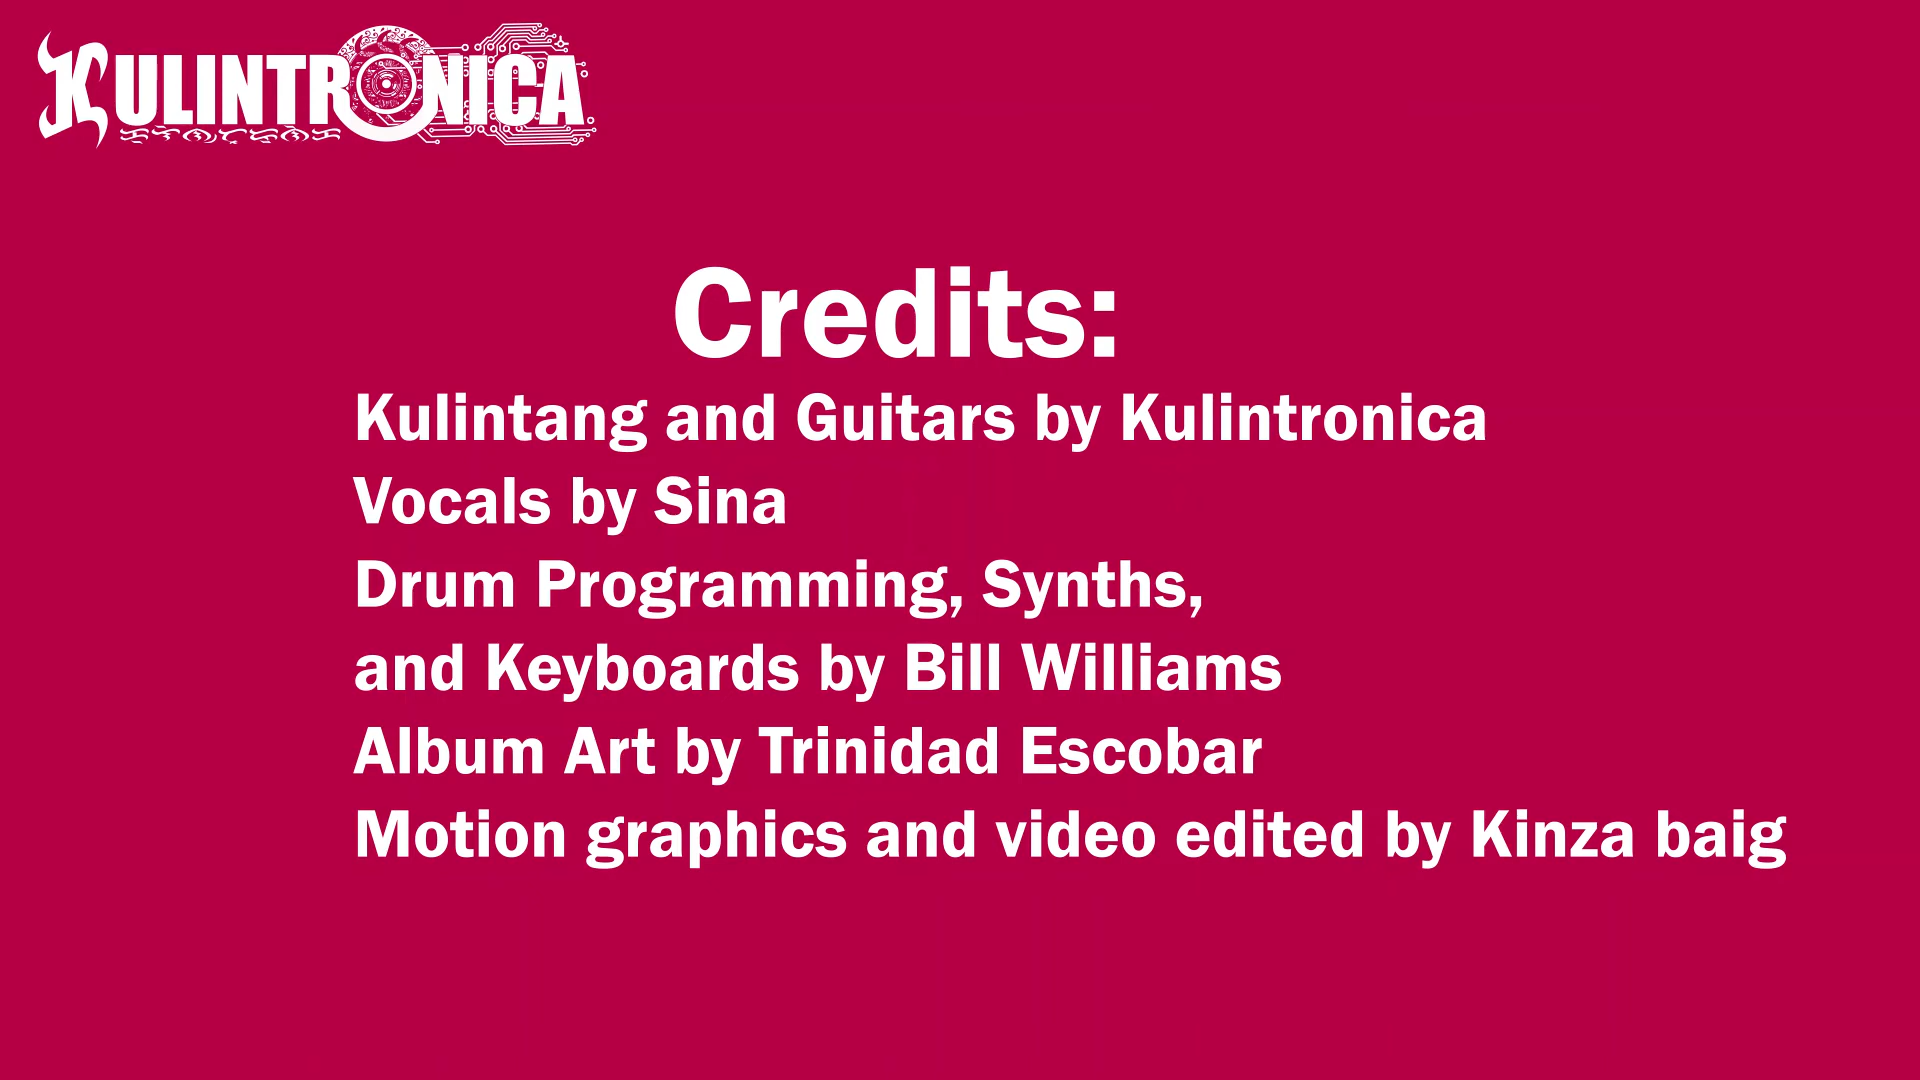 KULINTRONICA
Credits:
Kulintang and Guitars by Kulintronica
Vocals by Sina
Drum Programming, Synths,
and Keyboards by Bill Williams
Album Art by Trinidad Escobar
Motion graphics and video edited by Kinza baig